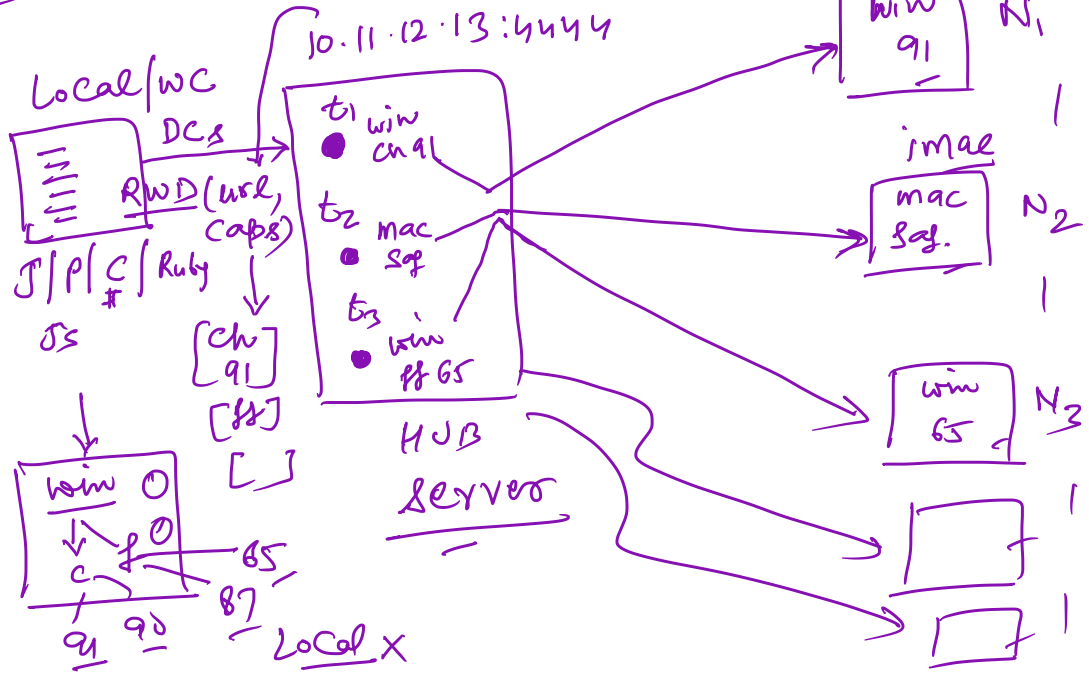 10.11.12.13:4444
Local/WC
DCs
RWD (url,
caps)
J/P/C#/Ruby
Js
[Ch
91]
[ff]
[ ]
t1 win
ch 91
t2 mac
saf
t3 win
ff 65
HUB
Server
win
91
N1
imac
mac
saf.
N2
win
65
N3
win
f
65
c
87
91
90
Local X